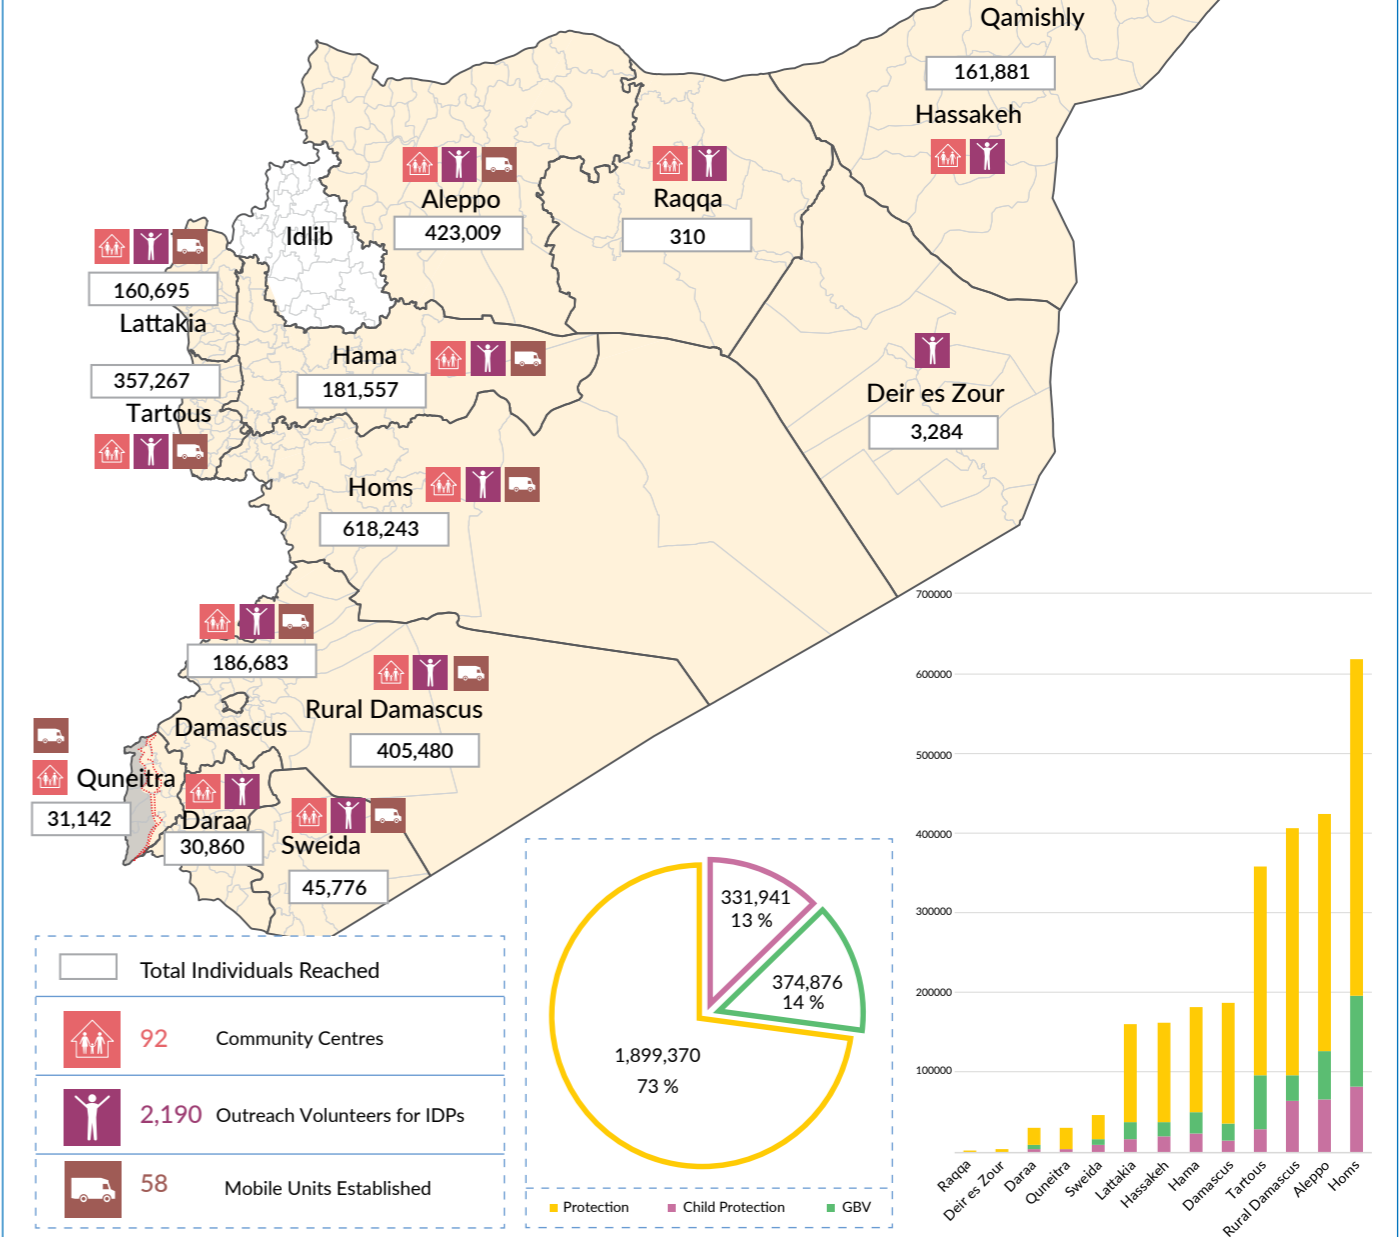 Qamishly
161,881
Hassakeh
Aleppo
423,009
Raqqa
310
Idlib
160,695
Lattakia
357,267
Tartous
Hama
181,557
Deir es Zour
3,284
Homs
618,243
186,683
Damascus
Rural Damascus
405,480
Quneitra
31,142
Daraa
30,860
Sweida
45,776
Total Individuals Reached
92 Community Centres
2,190 Outreach Volunteers for IDPs
58 Mobile Units Established
331,941
13 %
374,876
14 %
1,899,370
73 %
Protection Child Protection GBV
700000
600000
500000
400000
300000
200000
100000
Raqqa
Deir es Zour
Daraa
Quneitra
Sweida
Lattakia
Hassakeh
Hama
Damascus
Tartous
Rural Damascus
Aleppo
Homs